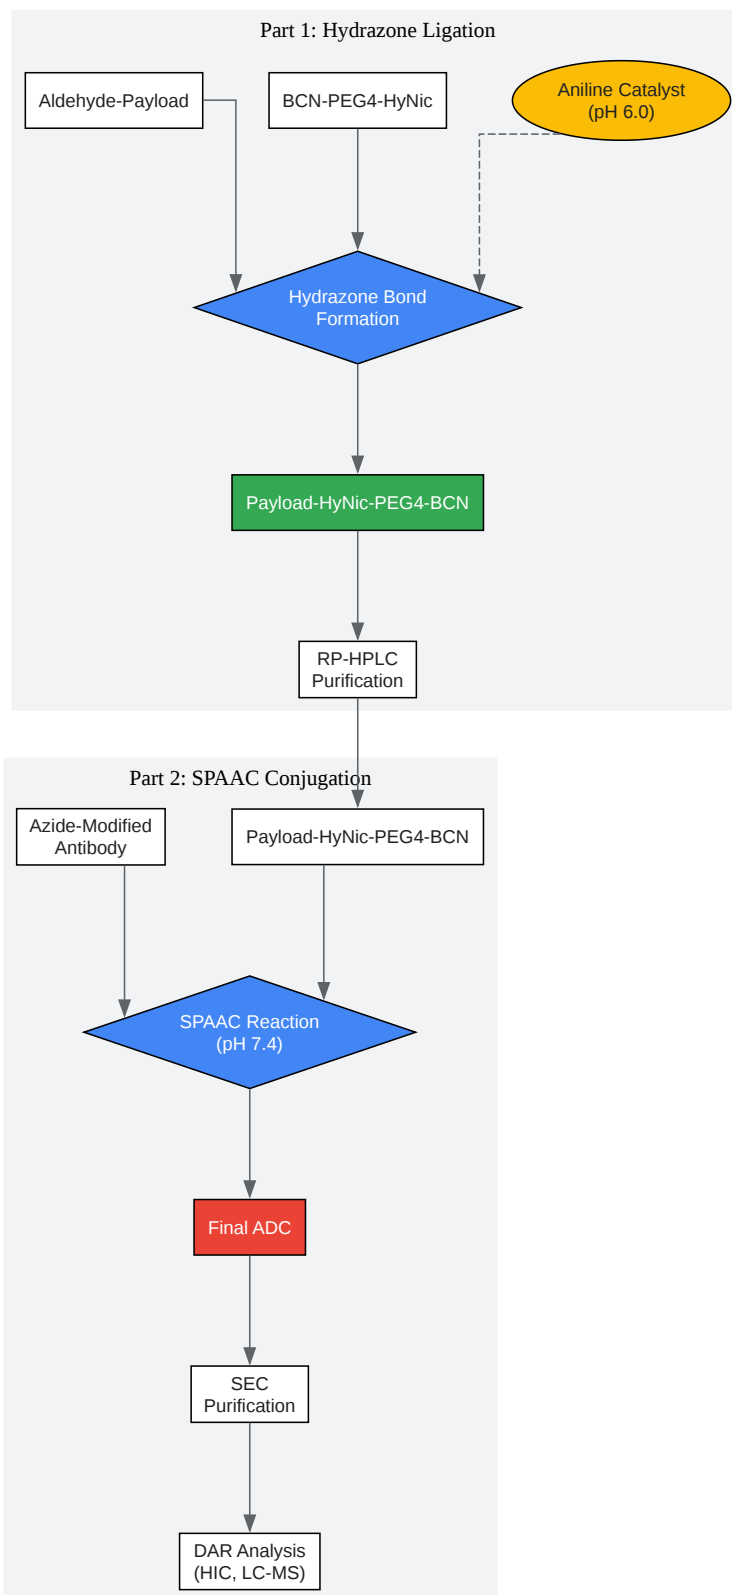 Part 1: Hydrazone Ligation
Aldehyde-Payload
BCN-PEG4-HyNic
Aniline Catalyst
(pH 6.0)
Hydrazone Bond
Formation
Payload-HyNic-PEG4-BCN
RP-HPLC
Purification
Part 2: SPAAC Conjugation
Azide-Modified
Antibody
Payload-HyNic-PEG4-BCN
SPAAC Reaction
(pH 7.4)
Final ADC
SEC
Purification
DAR Analysis
(HIC, LC-MS)